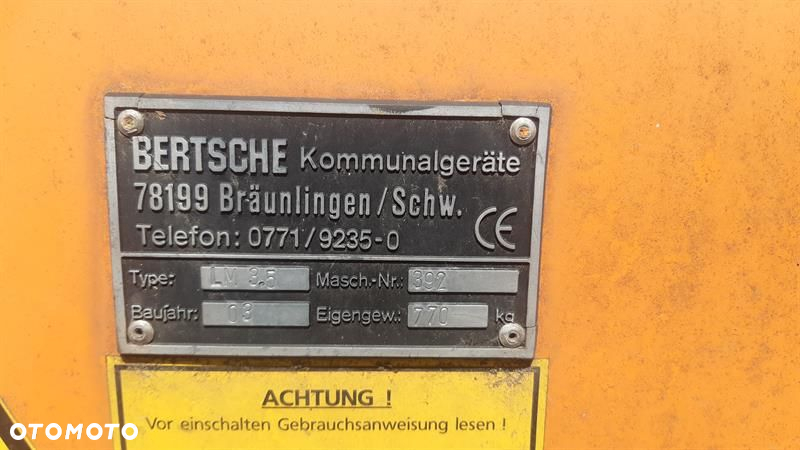 BERTSCHE Kommunalgeräte
78199 Bräunlingen/Schw.
Telefon: 0771/9235-0
CE
Type: LM 3.5 Masch.-Nr.: 392
Baujahr: 03 Eigengew.: 770 kg
ACHTUNG !
Vor einschalten Gebrauchsanweisung lesen !
OTOMOTO